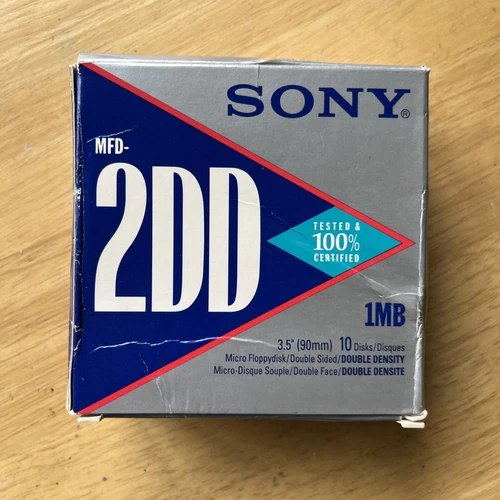 SONY®
MFD-
2DD
TESTED &
100%
CERTIFIED
1MB
3.5" (90mm) 10 Disks/Disques
Micro Floppydisk/Double Sided/DOUBLE DENSITY
Micro-Disque Souple/Double Face/DOUBLE DENSITE